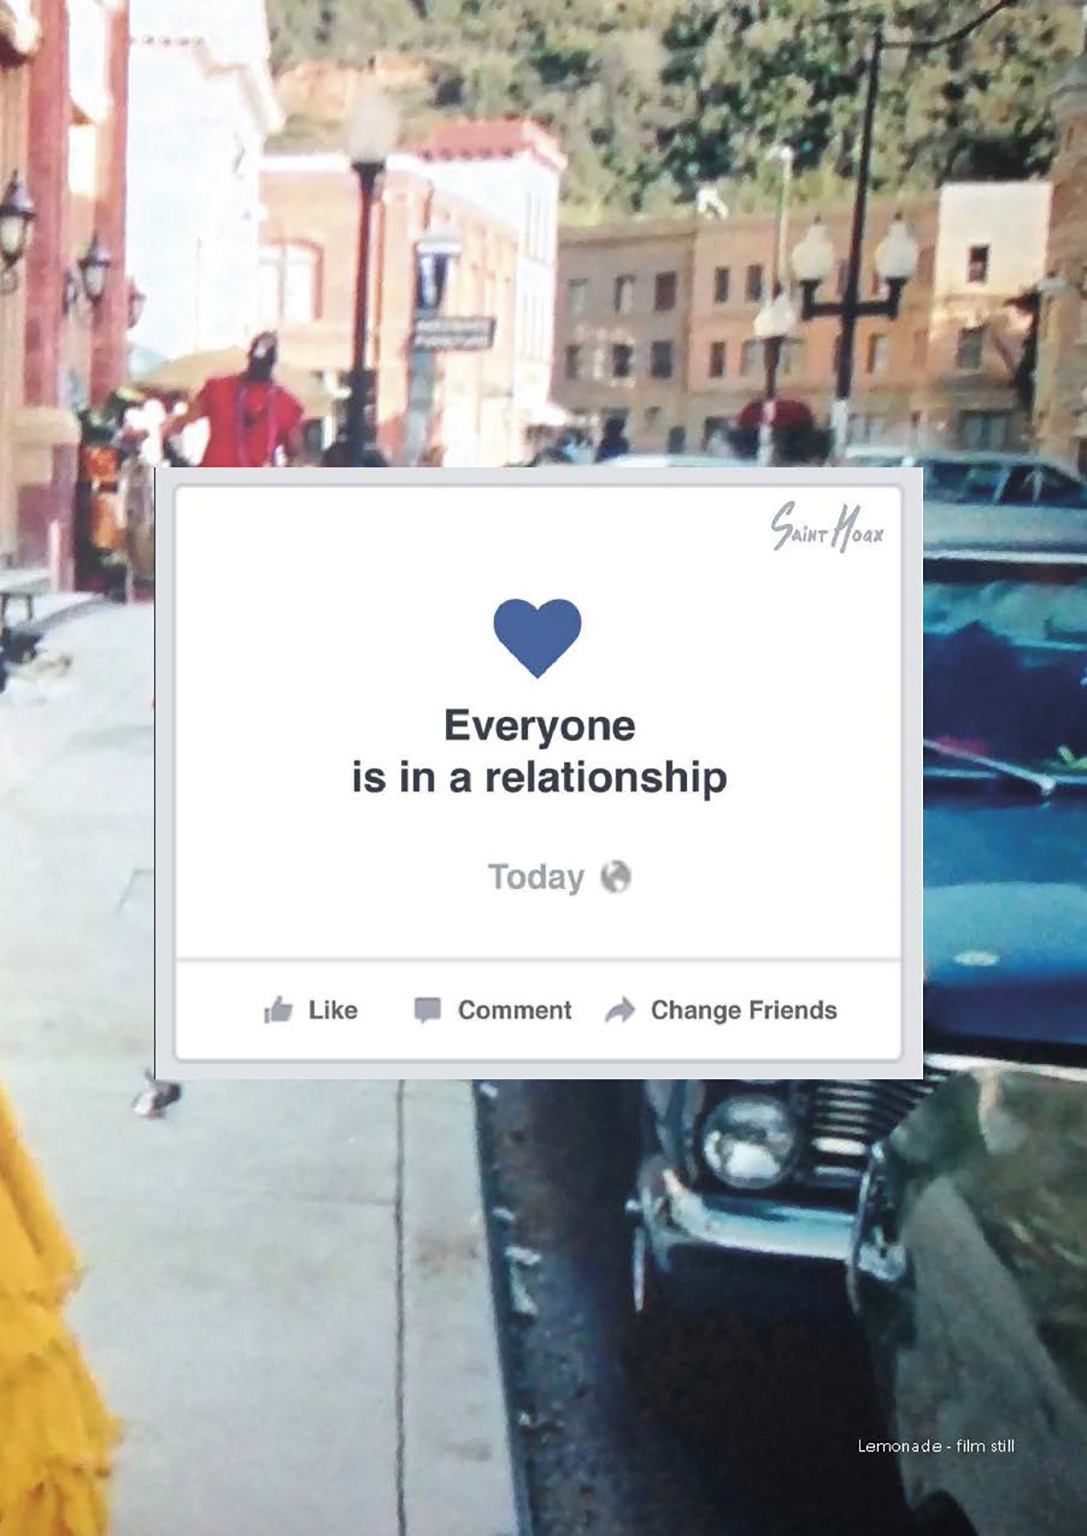 Saint Hoax
Everyone
is in a relationship
Today
Like
Comment
Change Friends
Lemonade - film still